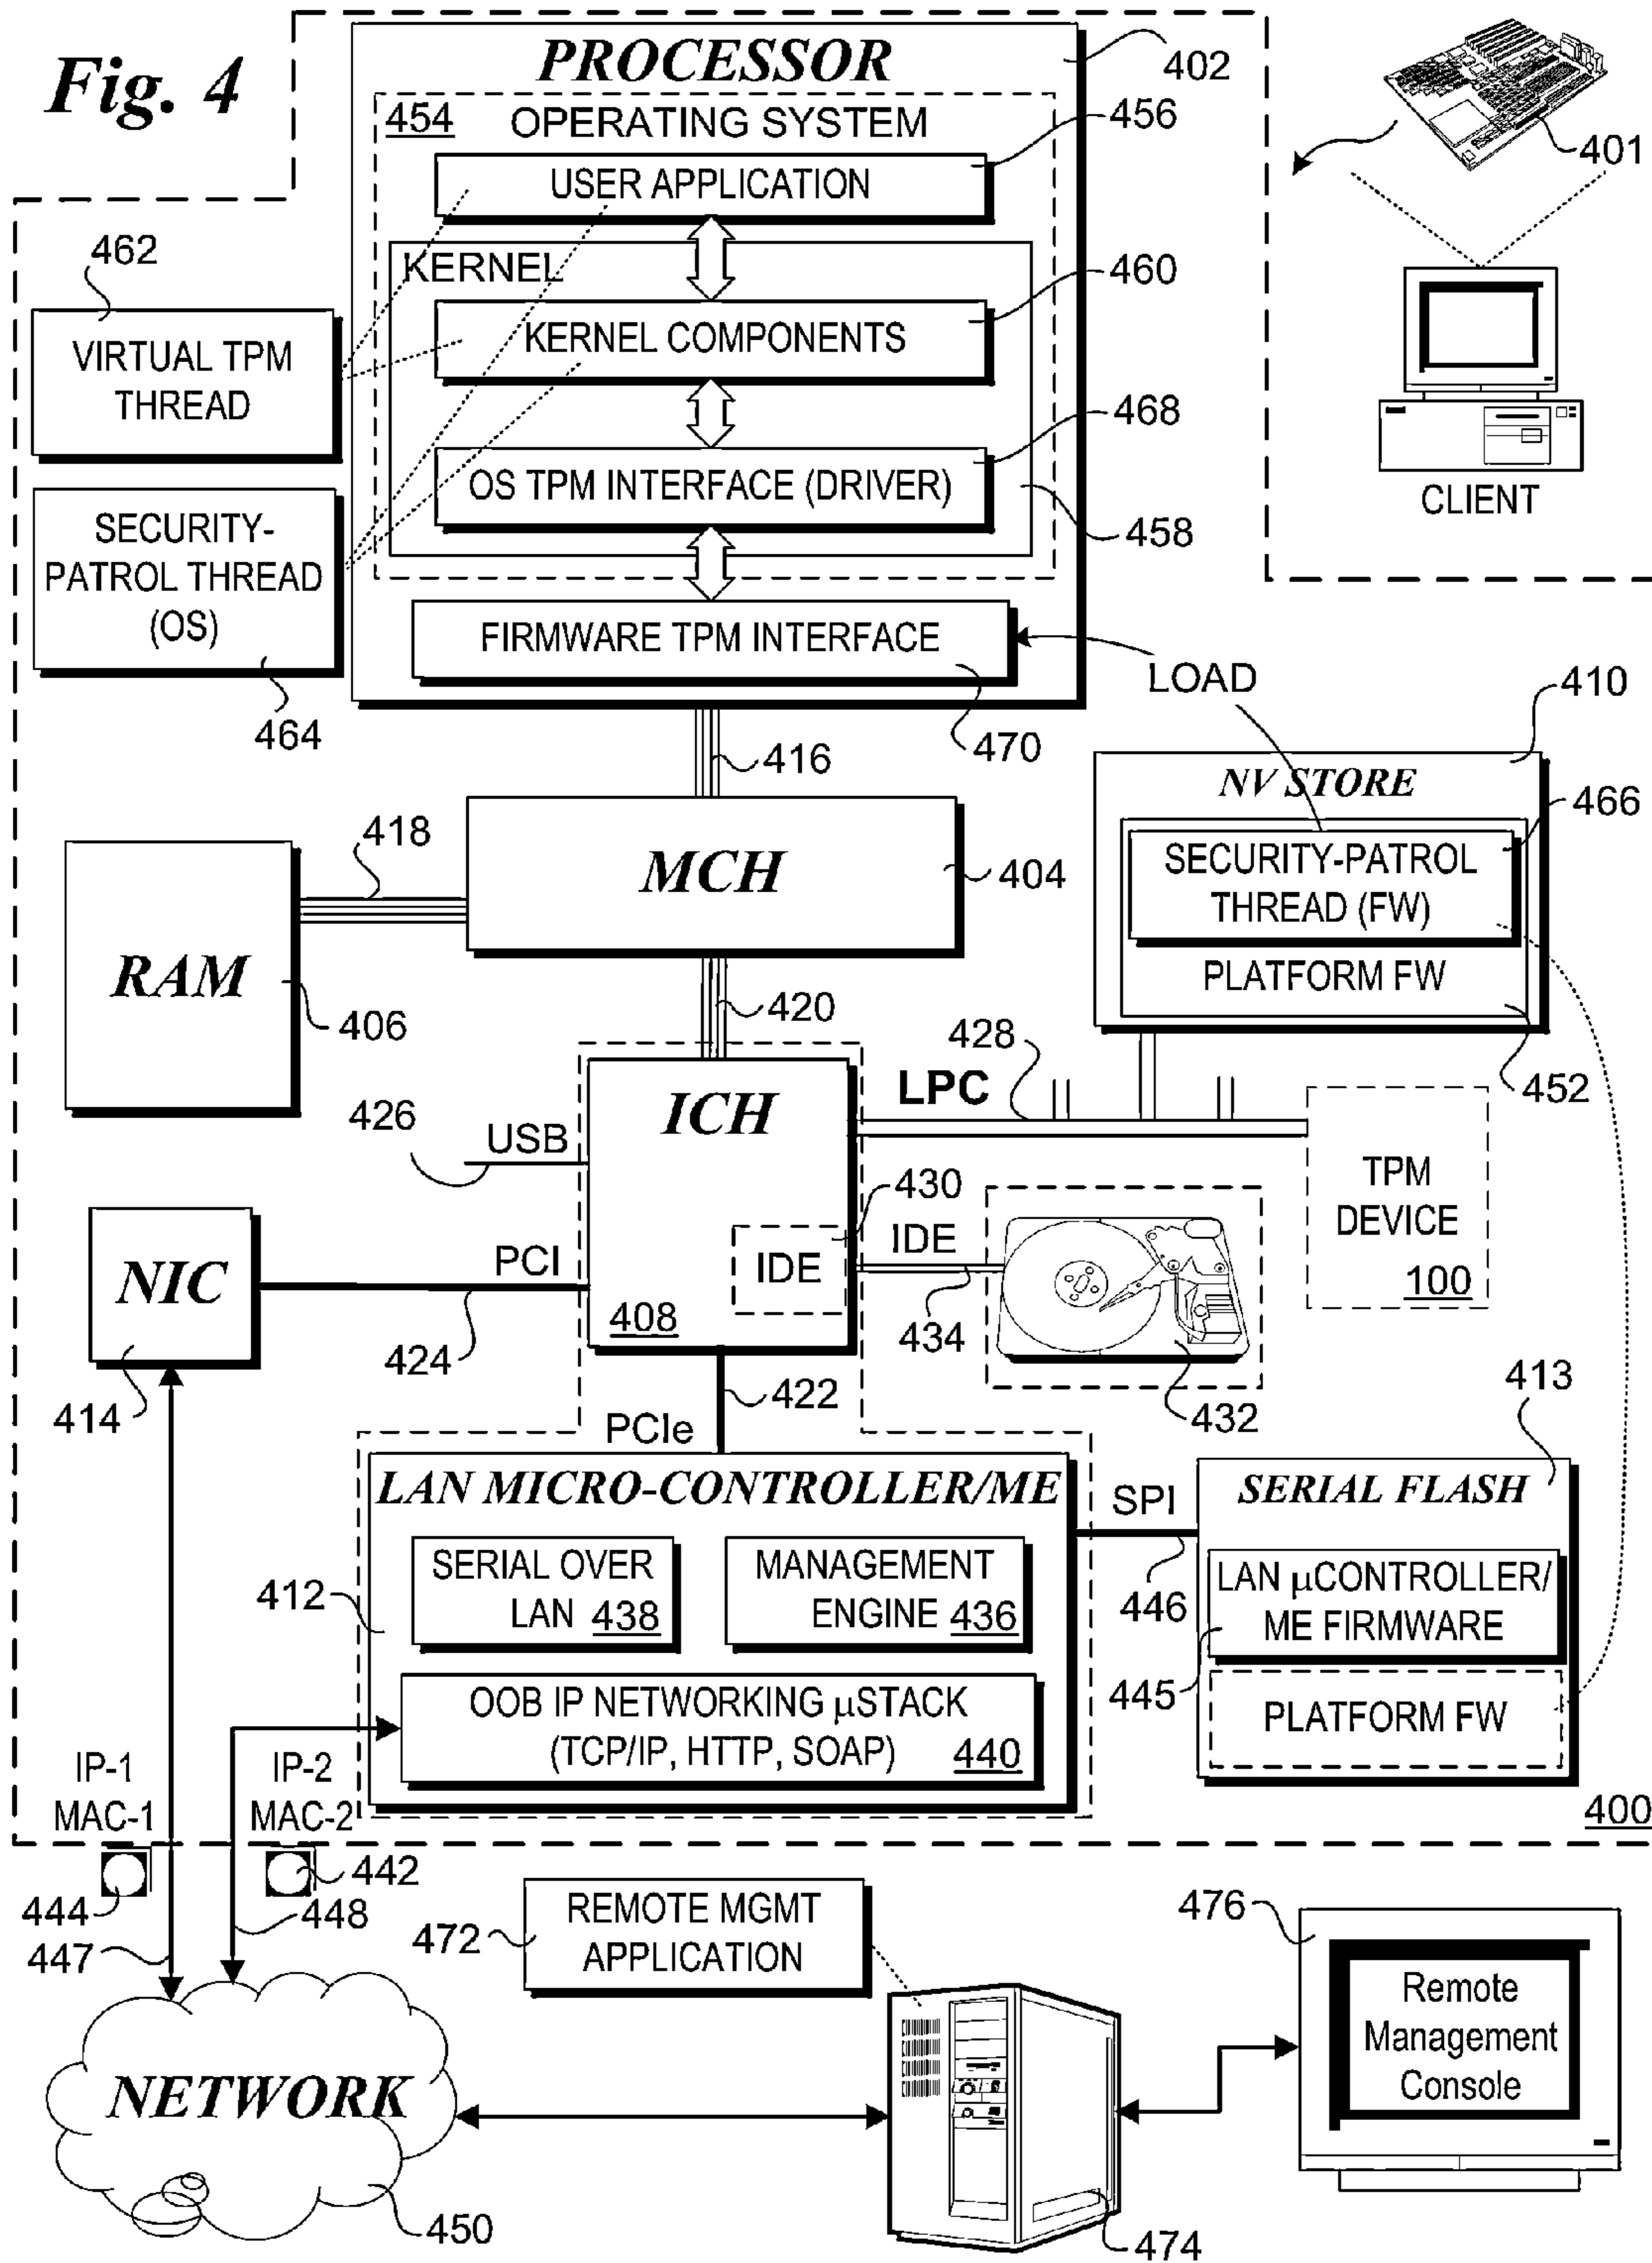 Fig. 4
PROCESSOR
402
454
OPERATING SYSTEM
456
USER APPLICATION
401
462
KERNEL
460
KERNEL COMPONENTS
VIRTUAL TPM
THREAD
468
OS TPM INTERFACE (DRIVER)
458
CLIENT
SECURITY-
PATROL THREAD
(OS)
464
FIRMWARE TPM INTERFACE
470
LOAD
410
416
NV STORE
466
SECURITY-PATROL
THREAD (FW)
PLATFORM FW
452
418
MCH
404
RAM
406
420
428
LPC
ICH
426
USB
TPM
DEVICE
100
430
IDE
IDE
434
432
408
NIC
PCI
424
414
422
PCIe
413
LAN MICRO-CONTROLLER/ME
SPI
446
SERIAL FLASH
412
SERIAL OVER
LAN 438
MANAGEMENT
ENGINE 436
LAN μCONTROLLER/
ME FIRMWARE
445
OOB IP NETWORKING μSTACK
(TCP/IP, HTTP, SOAP) 440
PLATFORM FW
IP-1
MAC-1
IP-2
MAC-2
400
444
442
447
448
472
REMOTE MGMT
APPLICATION
476
Remote
Management
Console
NETWORK
450
474